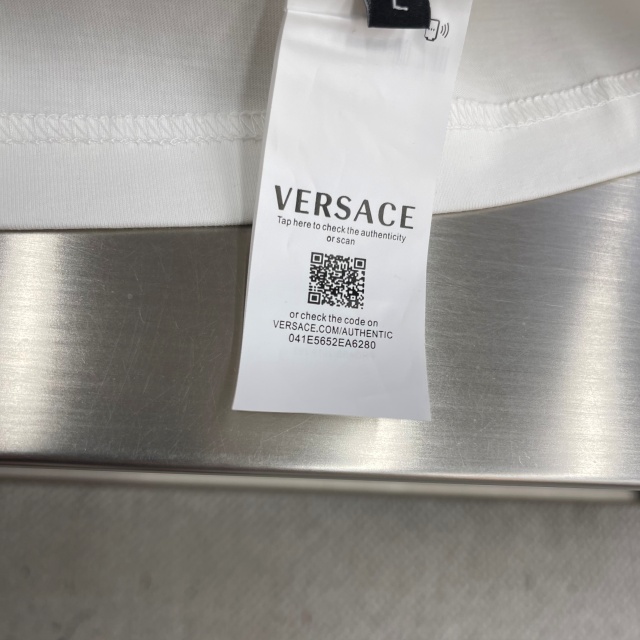 L
VERSACE
Tap here to check the authenticity
or scan
or check the code on
VERSACE.COM/AUTHENTIC
041E5652EA6280